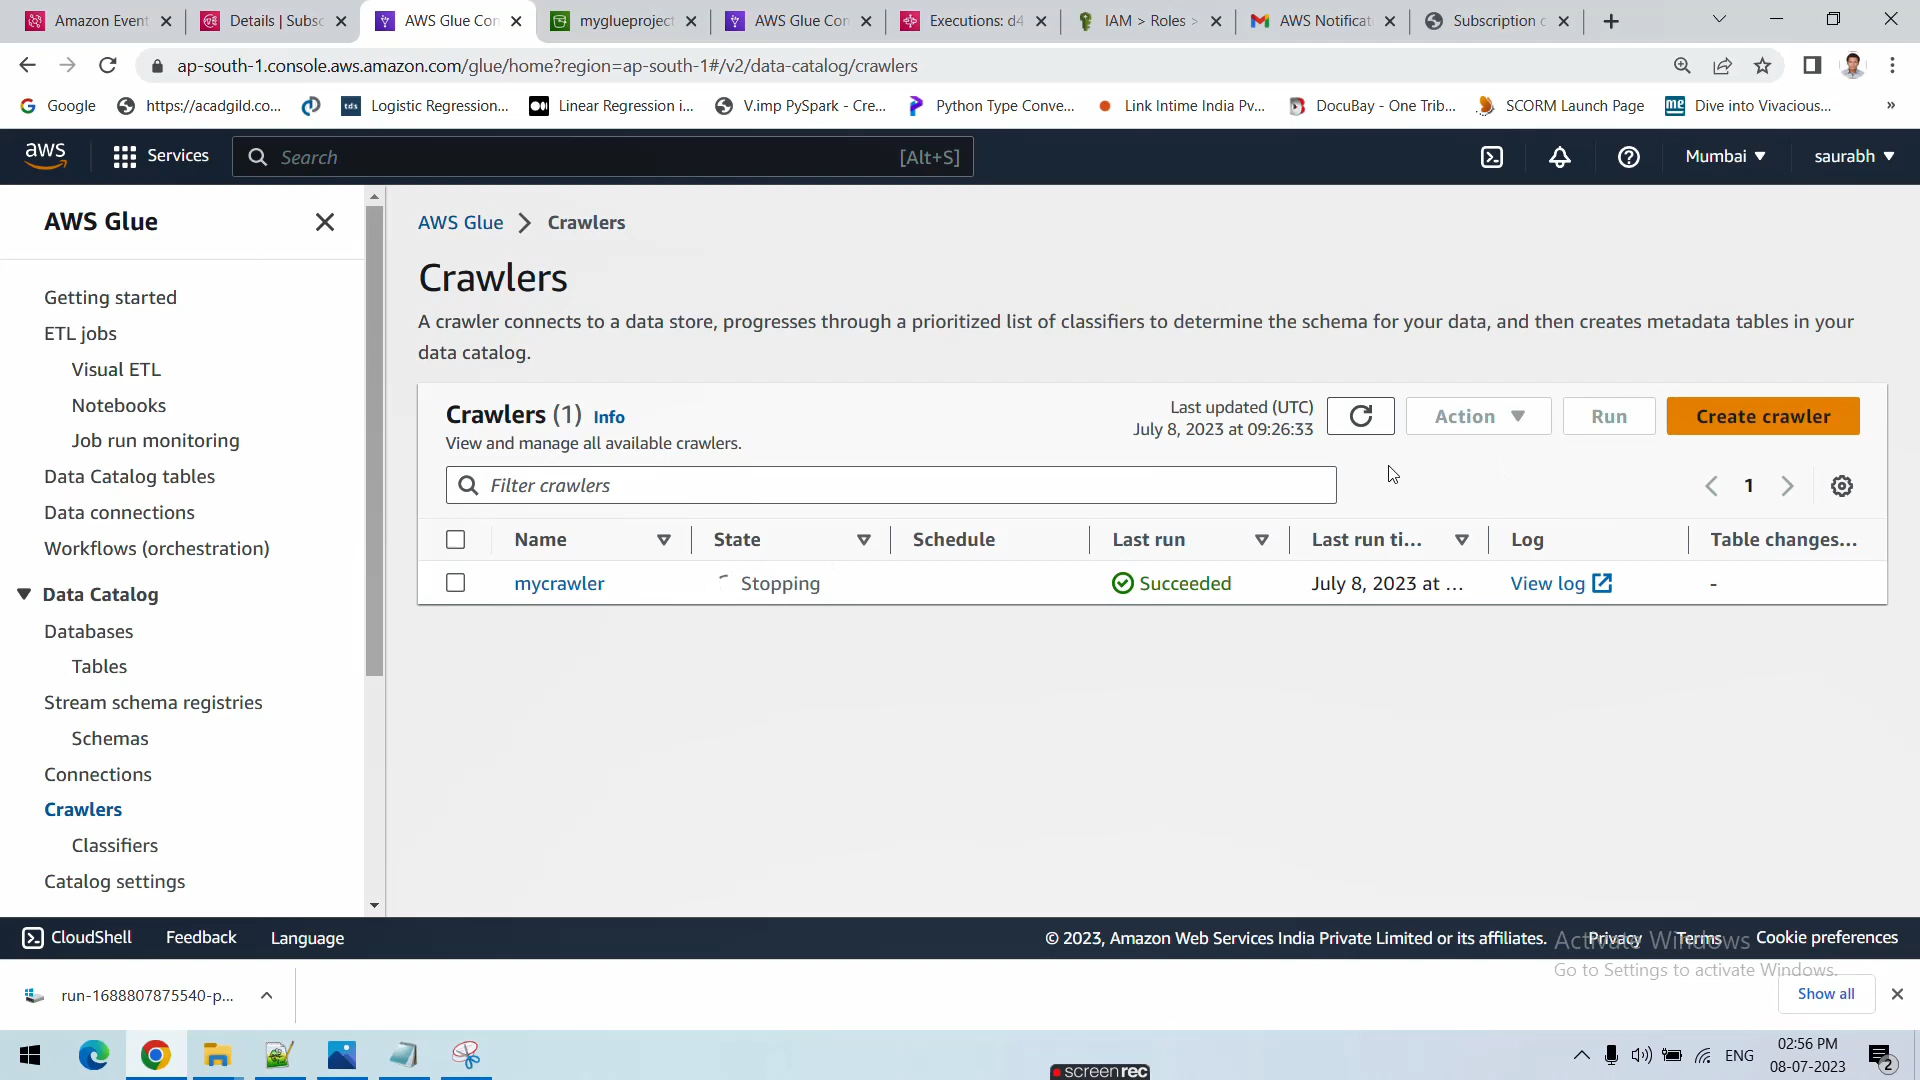 Amazon Event
Details | Subsc
AWS Glue Con
myglueproject
AWS Glue Con
Executions: d4
IAM > Roles >
AWS Notificat
Subscription c
ap-south-1.console.aws.amazon.com/glue/home?region=ap-south-1#/v2/data-catalog/crawlers
Google
https://acadgild.co...
tds
Logistic Regression...
Linear Regression i...
V.imp PySpark - Cre...
Python Type Conve...
Link Intime India Pv...
DocuBay - One Trib...
SCORM Launch Page
me
Dive into Vivacious...
»
aws
Services
Search
[Alt+S]
Mumbai
saurabh
AWS Glue
Getting started
ETL jobs
Visual ETL
Notebooks
Job run monitoring
Data Catalog tables
Data connections
Workflows (orchestration)
Data Catalog
Databases
Tables
Stream schema registries
Schemas
Connections
Crawlers
Classifiers
Catalog settings
AWS Glue > Crawlers
Crawlers
A crawler connects to a data store, progresses through a prioritized list of classifiers to determine the schema for your data, and then creates metadata tables in your
data catalog.
Crawlers (1) Info
View and manage all available crawlers.
Last updated (UTC)
July 8, 2023 at 09:26:33
Action
Run
Create crawler
Filter crawlers
1
Name
State
Schedule
Last run
Last run ti...
Log
Table changes...
mycrawler
Stopping
Succeeded
July 8, 2023 at ...
View log
-
CloudShell
Feedback
Language
© 2023, Amazon Web Services India Private Limited or its affiliates.
Privacy
Terms
Cookie preferences
Activate Windows
Go to Settings to activate Windows.
run-1688807875540-p...
Show all
screenrec
ENG
02:56 PM
08-07-2023
2